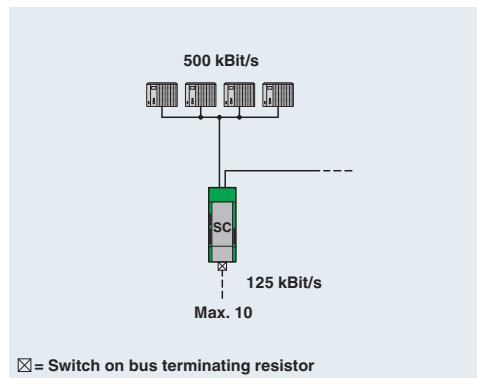 500 kBit/s
SC
125 kBit/s
Max. 10
☒= Switch on bus terminating resistor